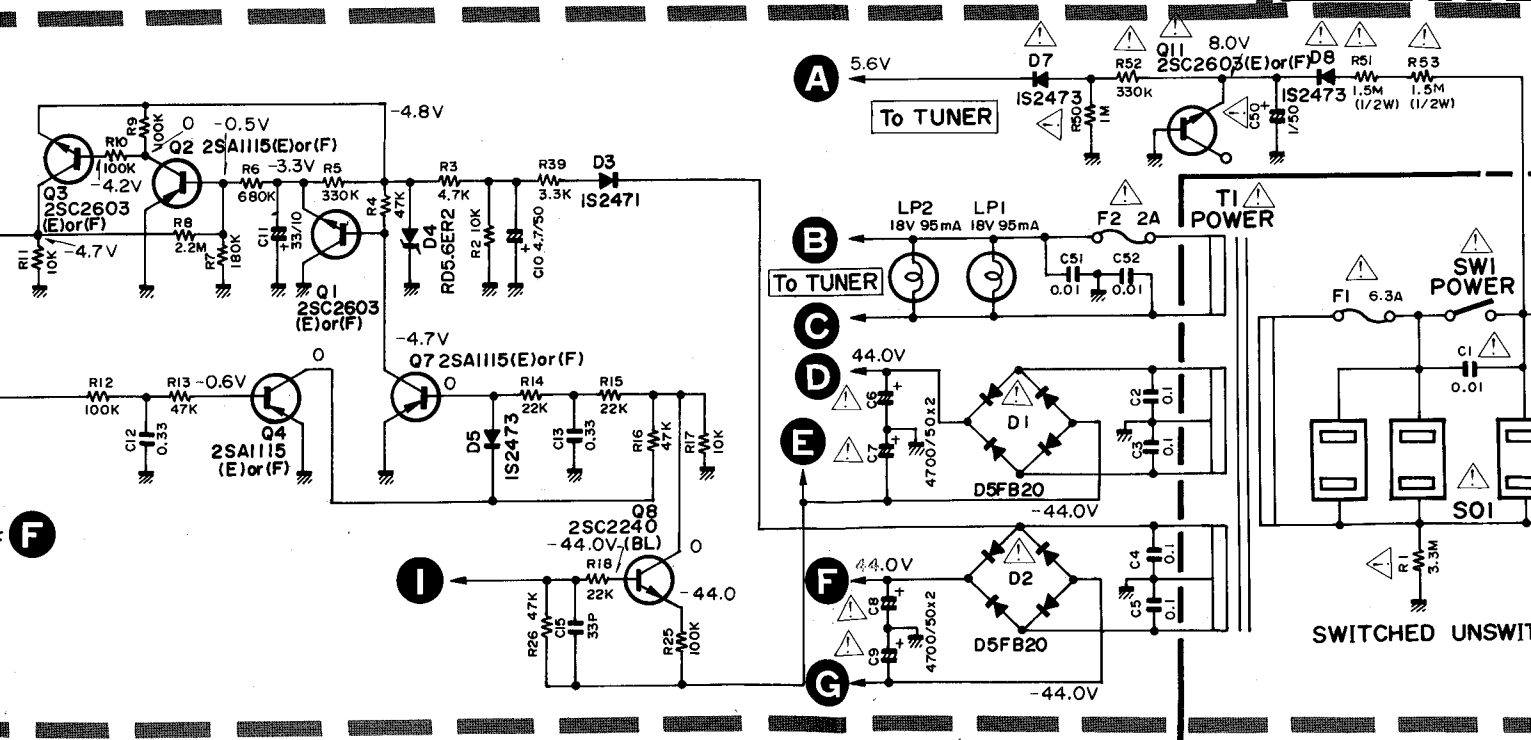 A
5.6V
To TUNER
D7
1S2473
R50
1M
R52
330K
Q11
2SC2603(E)or(F)
8.0V
C50
+
1/50
D8
1S2473
R51
1.5M
(1/2W)
R53
1.5M
(1/2W)
R9
100K
0
-0.5V
-4.8V
R10
100K
-4.2V
Q2 2SA1115(E)or(F)
Q3
2SC2603
(E)or(F)
R6
680K
-3.3V
R5
330K
R4
47K
R3
4.7K
R39
3.3K
D3
1S2471
R8
2.2M
R7
180K
C11
33/10
+
D4
RD5.6ER2
R2 10K
C10 4.7/50
+
R11
10K
-4.7V
Q1
2SC2603
(E)or(F)
B
To TUNER
C
LP2
18V 95mA
LP1
18V 95mA
F2 2A
C51
0.01
C52
0.01
T1
POWER
F1
6.3A
SW1
POWER
C1
0.01
-4.7V
Q7 2SA1115(E)or(F)
0
0
R12
100K
R13
47K
-0.6V
C12
0.33
Q4
2SA1115
(E)or(F)
D5
1S2473
R14
22K
R15
22K
C13
0.33
R16
47K
R17
10K
D
44.0V
E
C6
+
C7
+
4700/50x2
D1
D5FB20
-44.0V
C2
0.1
C3
0.1
SO1
R1
3.3M
SWITCHED UNSWIT
F
I
Q8
2SC2240
(BL)
-44.0V
0
-44.0
R18
22K
R26 47K
C15
33P
R25
100K
F
44.0V
G
C8
+
C9
+
4700/50x2
D2
D5FB20
-44.0V
C4
0.1
C5
0.1